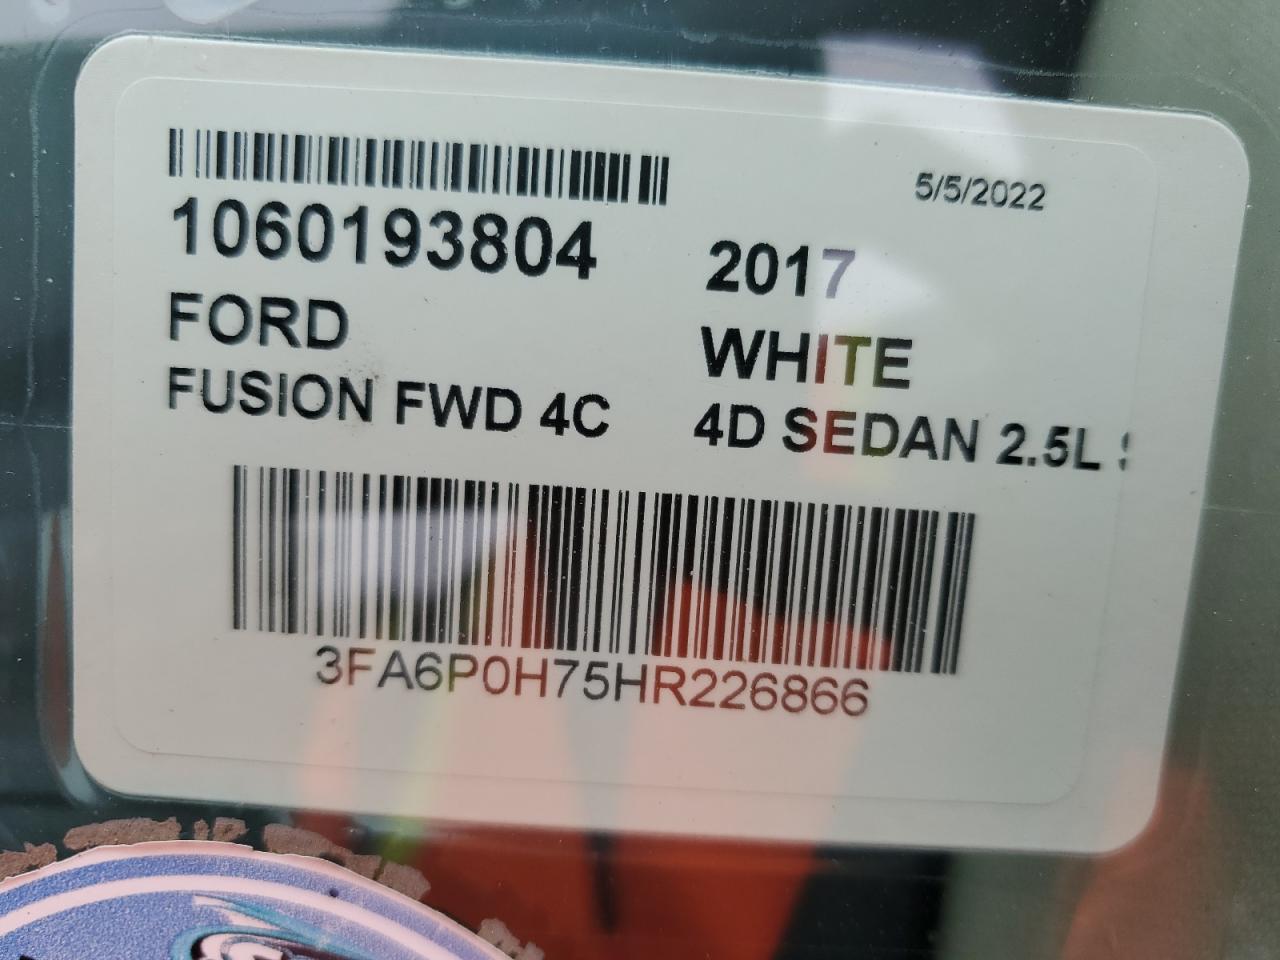 5/5/2022
1060193804 2017
FORD WHITE
FUSION FWD 4C 4D SEDAN 2.5L
3FA6P0H75HR226866